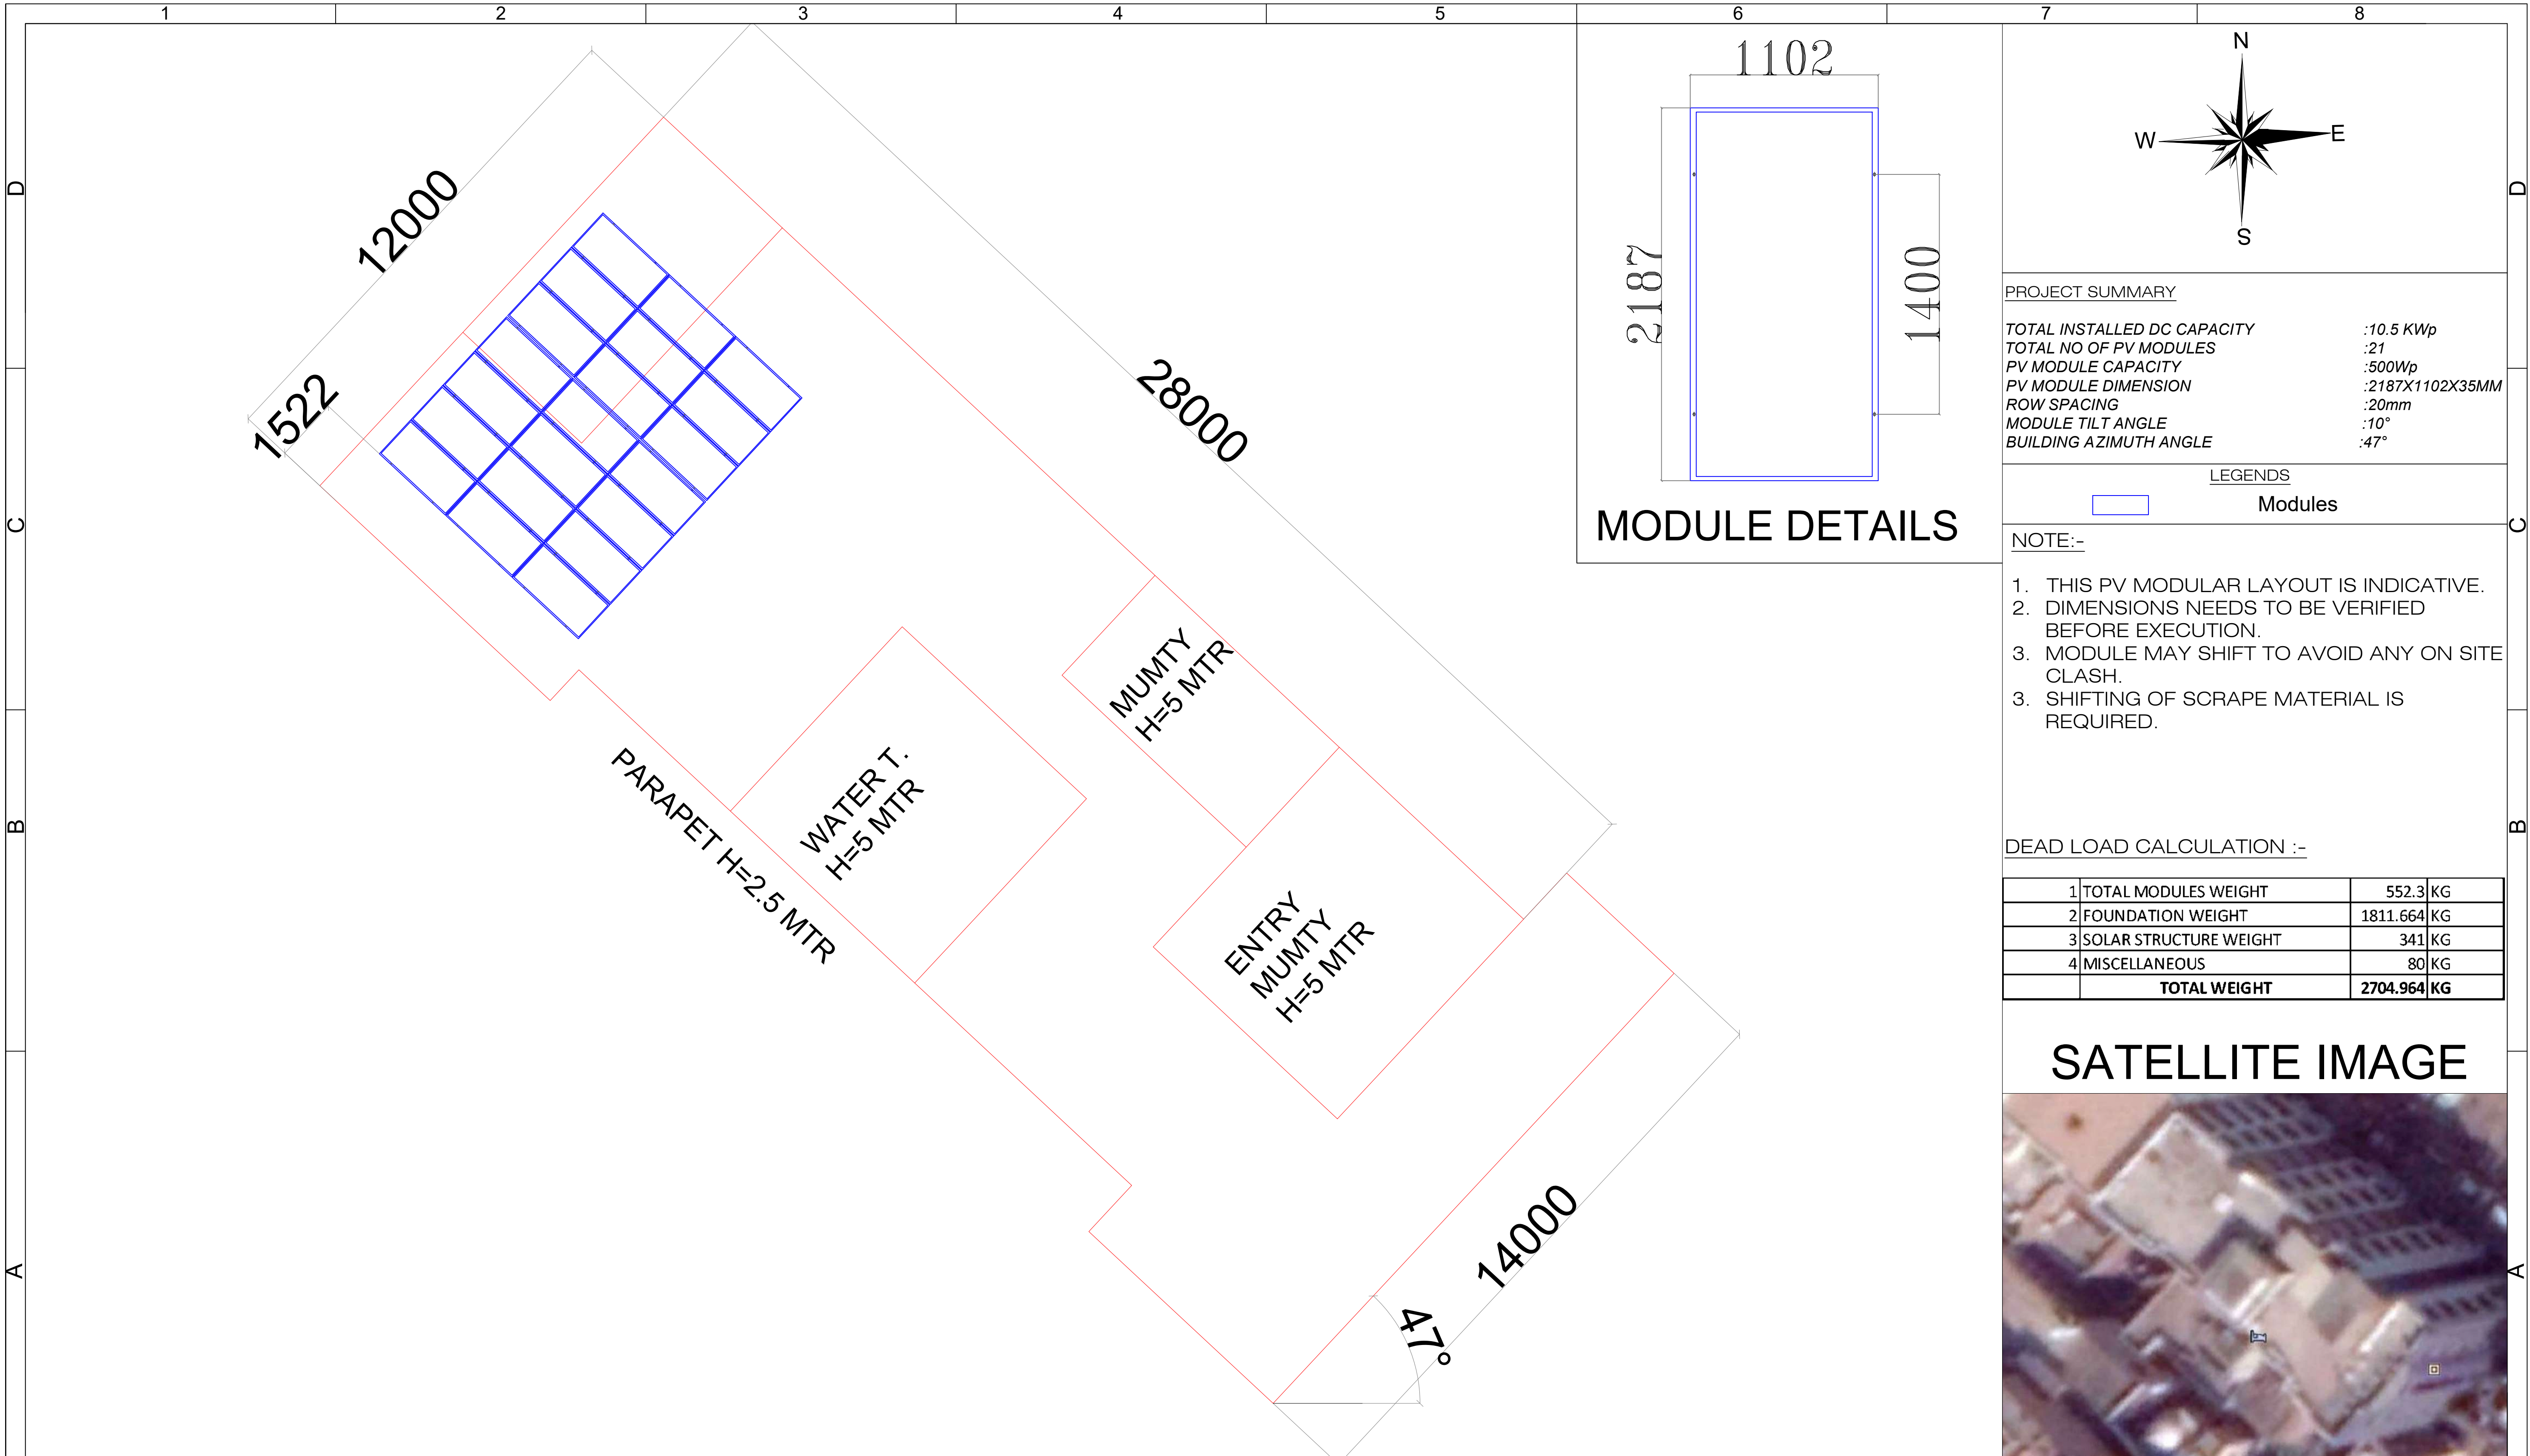 1 2 3 4 5 6 7 8
D
C
B
A
D
C
B
A
12000
1522
28000
14000
47°
MUMTY
H=5 MTR
WATER T.
H=5 MTR
PARAPET H=2.5 MTR
ENTRY
MUMTY
H=5 MTR
1102
2187
1400
MODULE DETAILS
N
W
E
S
PROJECT SUMMARY
TOTAL INSTALLED DC CAPACITY :10.5 KWp
TOTAL NO OF PV MODULES :21
PV MODULE CAPACITY :500Wp
PV MODULE DIMENSION :2187X1102X35MM
ROW SPACING :20mm
MODULE TILT ANGLE :10°
BUILDING AZIMUTH ANGLE :47°
LEGENDS
Modules
NOTE:-
1. THIS PV MODULAR LAYOUT IS INDICATIVE.
2. DIMENSIONS NEEDS TO BE VERIFIED
BEFORE EXECUTION.
3. MODULE MAY SHIFT TO AVOID ANY ON SITE
CLASH.
3. SHIFTING OF SCRAPE MATERIAL IS
REQUIRED.
DEAD LOAD CALCULATION :-
1 TOTAL MODULES WEIGHT 552.3 KG
2 FOUNDATION WEIGHT 1811.664 KG
3 SOLAR STRUCTURE WEIGHT 341 KG
4 MISCELLANEOUS 80 KG
TOTAL WEIGHT 2704.964 KG
SATELLITE IMAGE